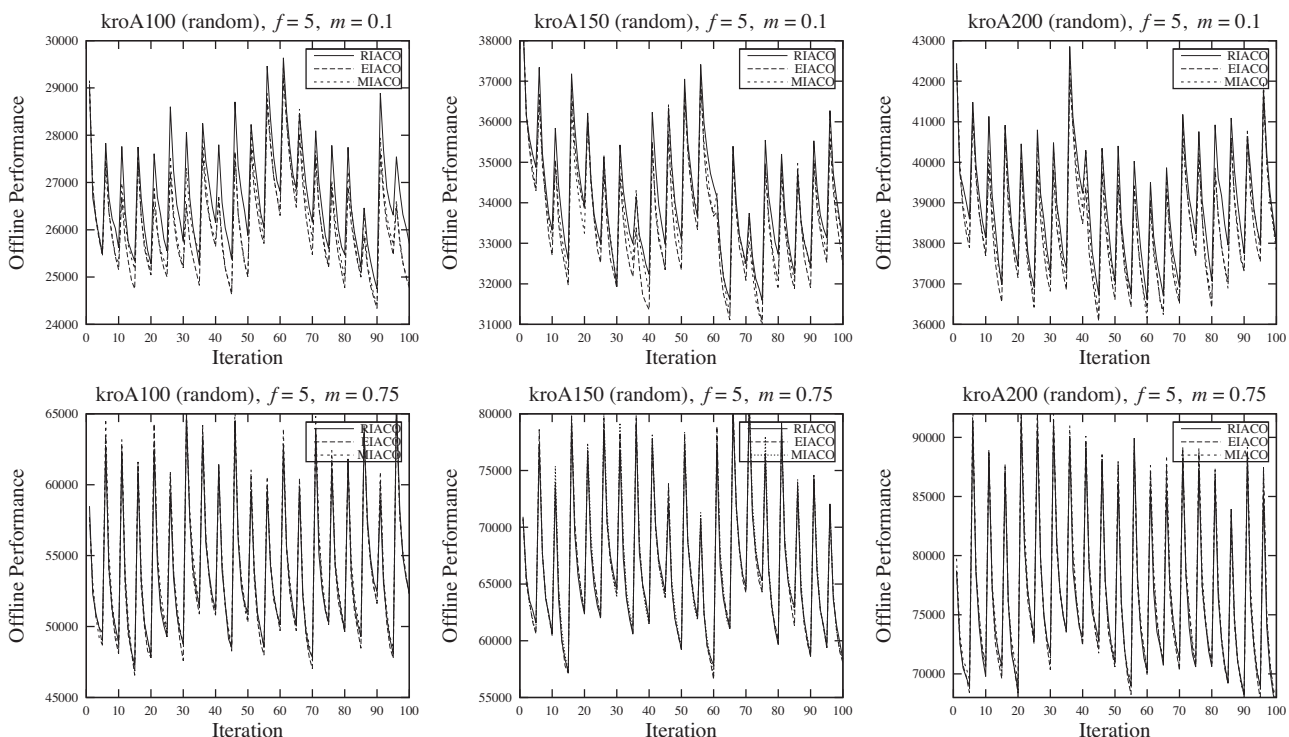 kroA100 (random), f = 5, m = 0.1
30000
29000
28000
27000
26000
25000
24000
Offline Performance
RIACO
EIACO
MIACO
0 10 20 30 40 50 60 70 80 90 100
Iteration
kroA150 (random), f = 5, m = 0.1
38000
37000
36000
35000
34000
33000
32000
31000
Offline Performance
RIACO
EIACO
MIACO
0 10 20 30 40 50 60 70 80 90 100
Iteration
kroA200 (random), f = 5, m = 0.1
43000
42000
41000
40000
39000
38000
37000
36000
Offline Performance
RIACO
EIACO
MIACO
0 10 20 30 40 50 60 70 80 90 100
Iteration
kroA100 (random), f = 5, m = 0.75
65000
60000
55000
50000
45000
Offline Performance
RIACO
EIACO
MIACO
0 10 20 30 40 50 60 70 80 90 100
Iteration
kroA150 (random), f = 5, m = 0.75
80000
75000
70000
65000
60000
55000
Offline Performance
RIACO
EIACO
MIACO
0 10 20 30 40 50 60 70 80 90 100
Iteration
kroA200 (random), f = 5, m = 0.75
90000
85000
80000
75000
70000
Offline Performance
RIACO
EIACO
MIACO
0 10 20 30 40 50 60 70 80 90 100
Iteration